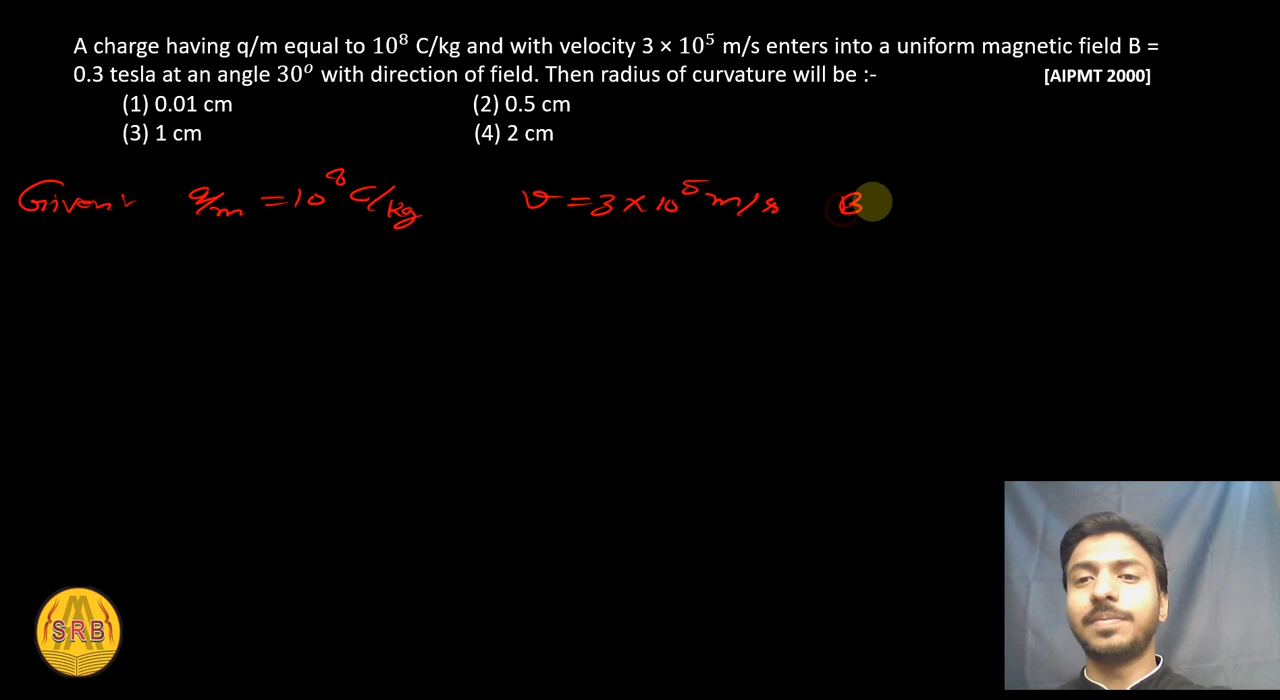 A charge having q/m equal to 10⁸ C/kg and with velocity 3 × 10⁵ m/s enters into a uniform magnetic field B =
0.3 tesla at an angle 30ᵒ with direction of field. Then radius of curvature will be :- [AIPMT 2000]
(1) 0.01 cm (2) 0.5 cm
(3) 1 cm (4) 2 cm
Given: q/m = 10⁸ C/kg v = 3 × 10⁵ m/s B
SRB